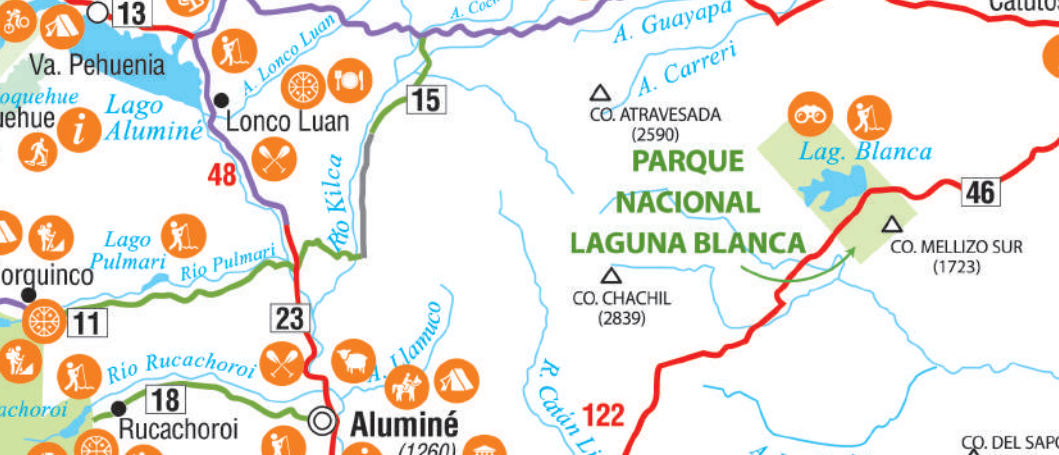 13
A. Guayapa
Va. Pehuenia
A. Lonco Luan
A. Carreri
Lago
Aluminé
i
Lonco Luan
15
CO. ATRAVESADA
(2590)
PARQUE
NACIONAL
LAGUNA BLANCA
Lag. Blanca
48
Río Kilca
46
CO. MELLIZO SUR
(1723)
Lago
Pulmarí
Río Pulmarí
CO. CHACHIL
(2839)
11
23
A. Llamuco
Río Rucachoroi
R. Catán Li
122
18
Rucachoroi
Aluminé
(1260)
CO. DEL SAPO